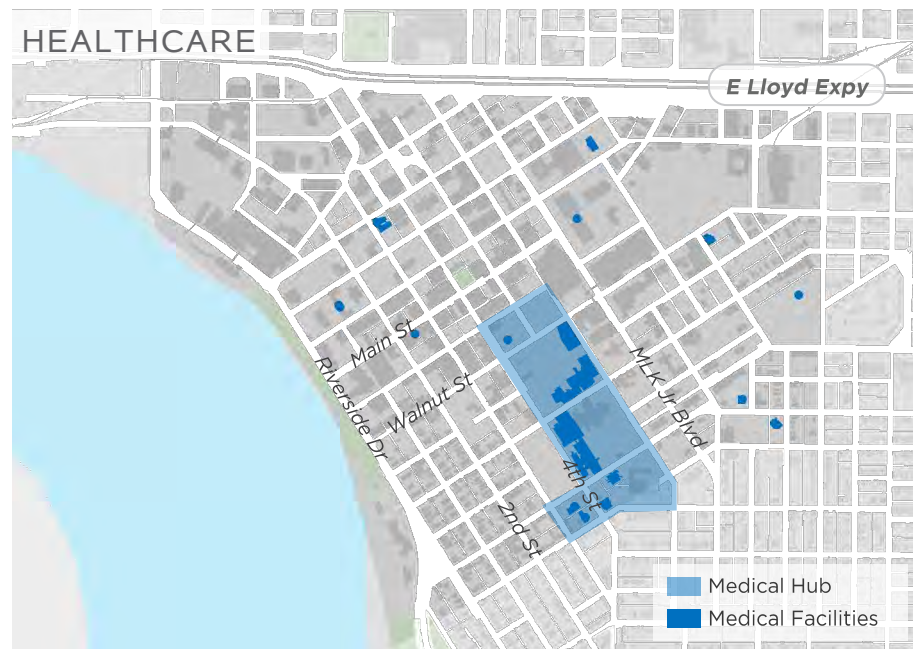 HEALTHCARE
E Lloyd Expy
Main St
Riverside Dr
Walnut St
MLK Jr Blvd
4th St
2nd St
Medical Hub
Medical Facilities